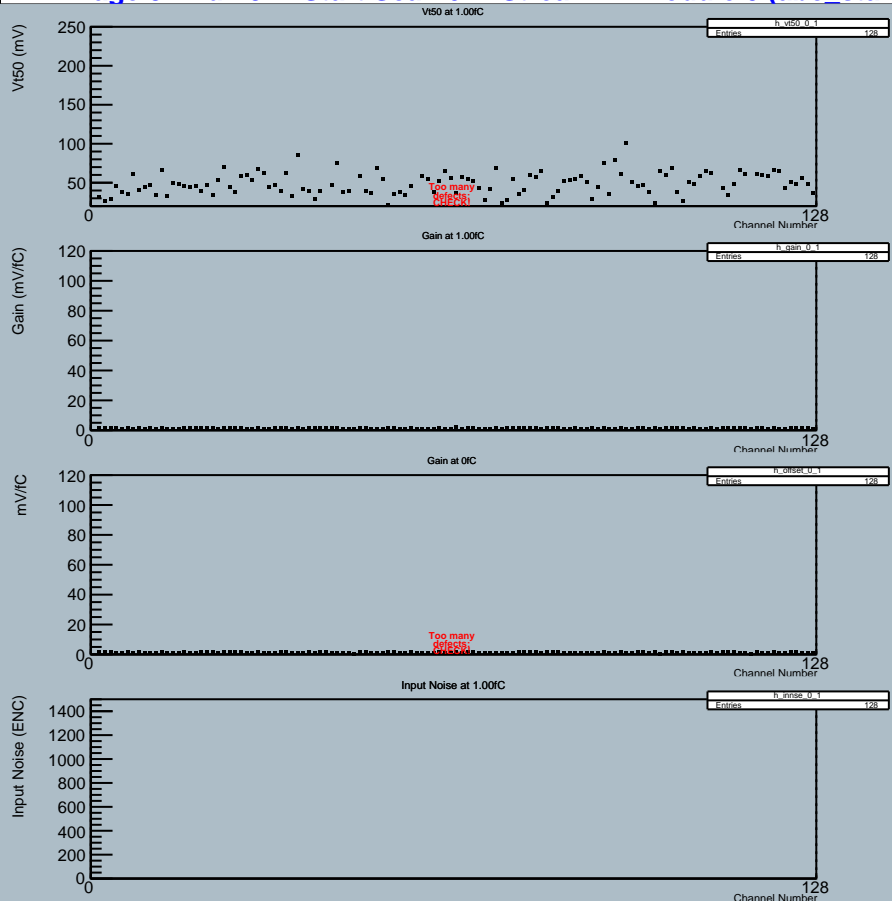 Vt50 at 1.00fC
h_vt50_0_1
Entries 128
Vt50 (mV)
250
200
150
100
50
Too many
defects:
CHECK!
0
128
Channel Number
Gain at 1.00fC
h_gain_0_1
Entries 128
Gain (mV/fC)
120
100
80
60
40
20
0
0
128
Channel Number
Gain at 0fC
h_offset_0_1
Entries 128
mV/fC
120
100
80
60
40
20
Too many
defects:
CHECK!
0
0
128
Channel Number
Input Noise at 1.00fC
h_innse_0_1
Entries 128
Input Noise (ENC)
1400
1200
1000
800
600
400
200
0
0
128
Channel Number